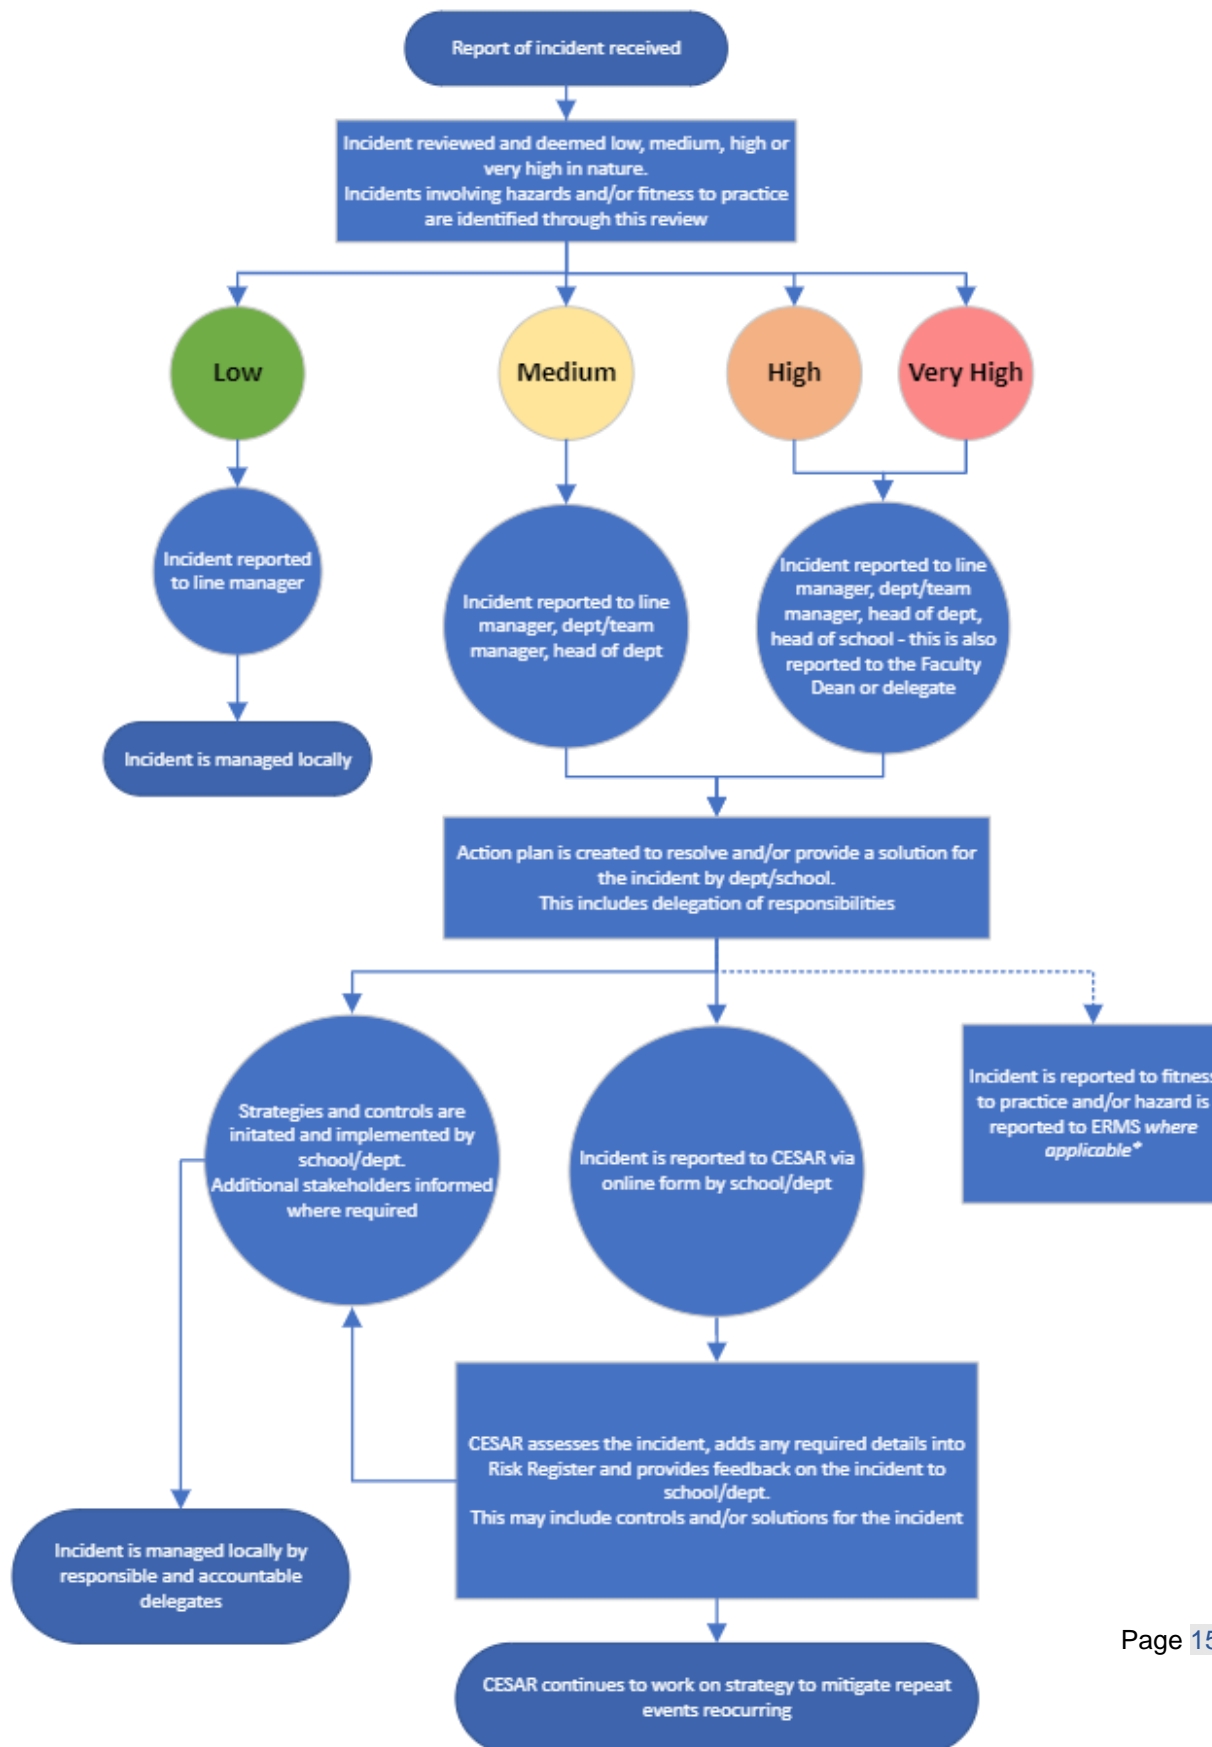 Report of incident received
Incident reviewed and deemed low, medium, high or
very high in nature.
Incidents involving hazards and/or fitness to practice
are identified through this review
Low
Medium
High
Very High
Incident reported
to line manager
Incident reported to line
manager, dept/team
manager, head of dept
Incident reported to line
manager, dept/team
manager, head of dept,
head of school - this is also
reported to the Faculty
Dean or delegate
Incident is managed locally
Action plan is created to resolve and/or provide a solution for
the incident by dept/school.
This includes delegation of responsibilities
Strategies and controls are
initated and implemented by
school/dept.
Additional stakeholders informed
where required
Incident is reported to CESAR via
online form by school/dept
Incident is reported to fitness
to practice and/or hazard is
reported to ERMS where
applicable*
CESAR assesses the incident, adds any required details into
Risk Register and provides feedback on the incident to
school/dept.
This may include controls and/or solutions for the incident
Incident is managed locally by
responsible and accountable
delegates
Page 15
CESAR continues to work on strategy to mitigate repeat
events reocurring